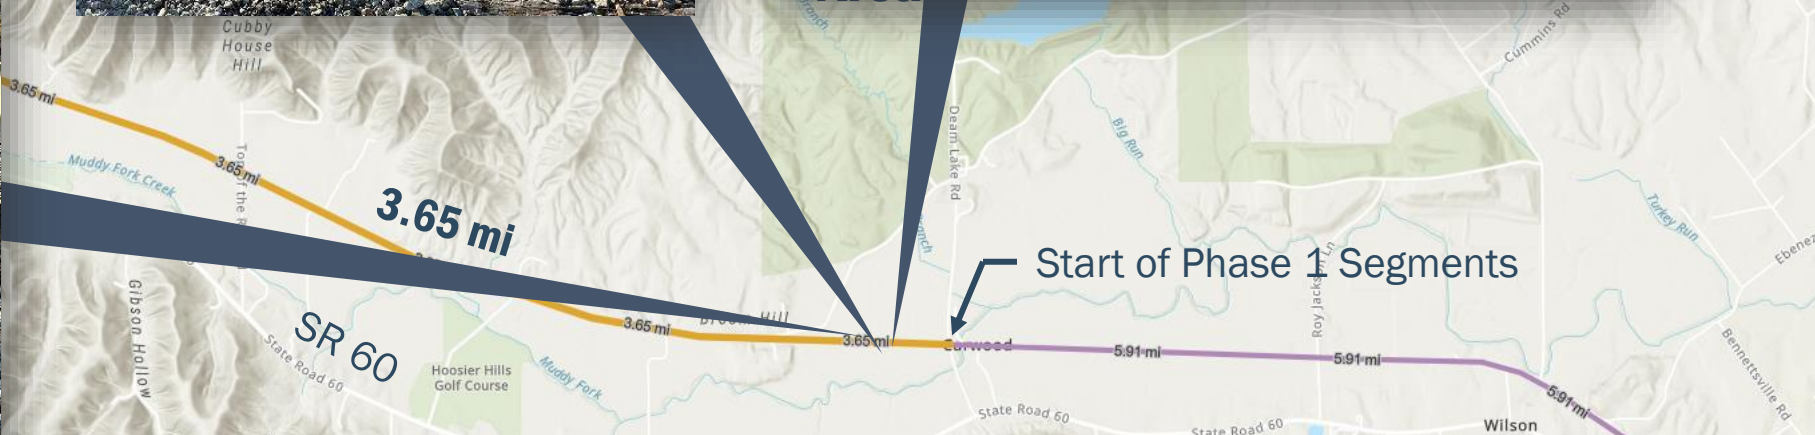 Cubby
House
Hill
Cummins Rd
3.65 mi
3.65 mi
Muddy Fork Creek
3.65 mi
Deam Lake Rd
Big Run
Turkey Run
Start of Phase 1 Segments
Roy Jackson Ln
Gibson Hollow
SR 60
State Road 60
Hoosier Hills
Golf Course
Muddy Fork
3.65 mi
3.65 mi
5.91 mi
5.91 mi
5.91 mi
State Road 60
State Road 60
Wilson
Bennettsville Rd